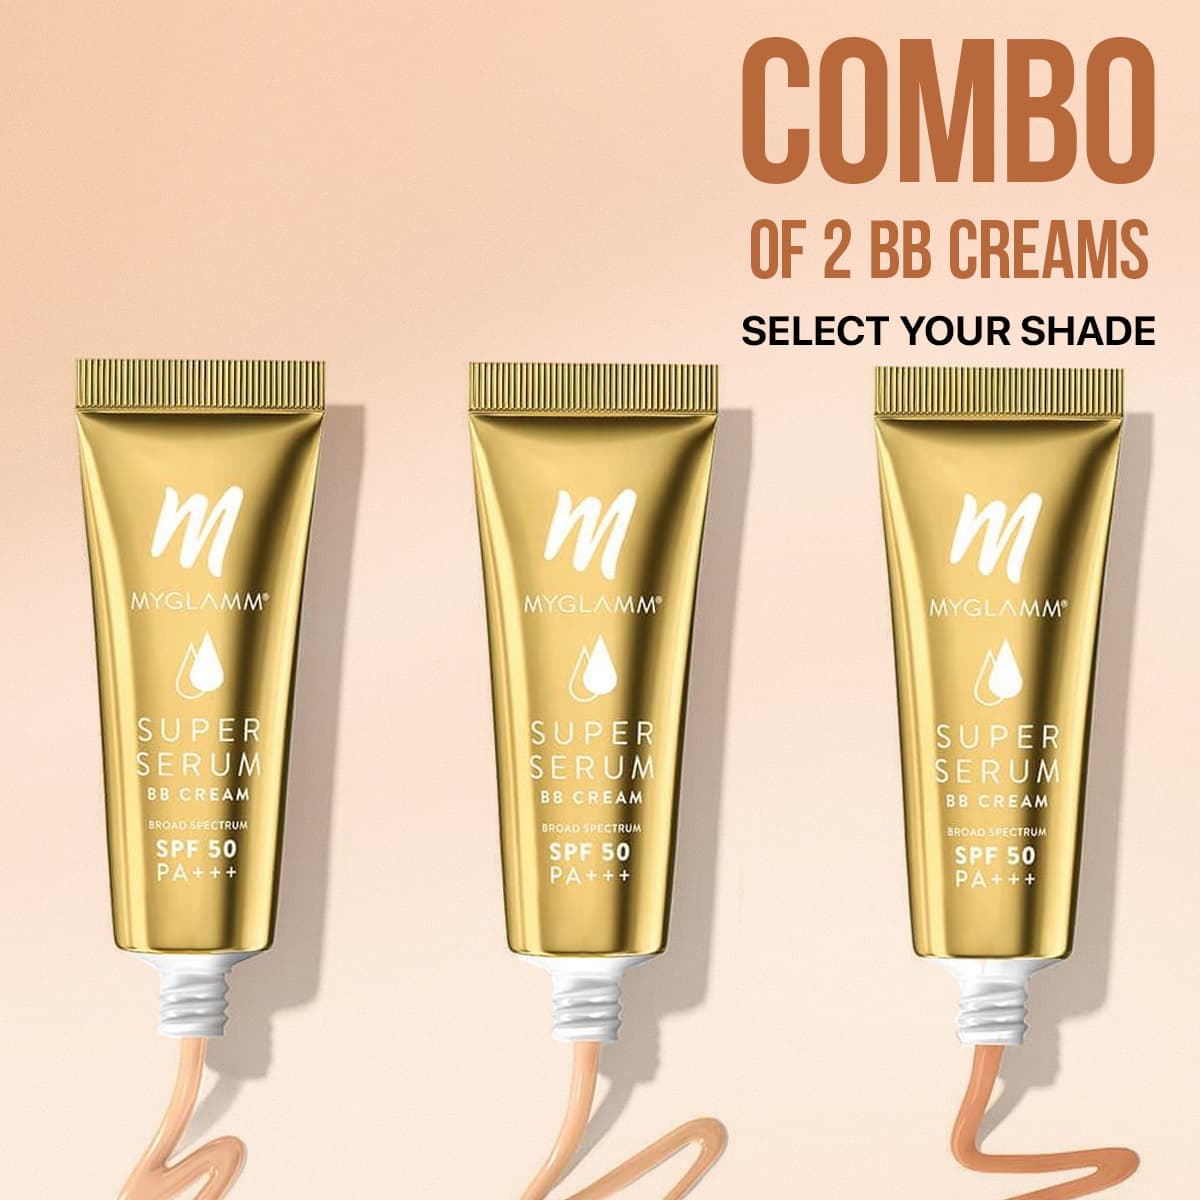 COMBO
OF 2 BB CREAMS
SELECT YOUR SHADE
m
MYGLAMM®
SUPER
SERUM
BB CREAM
BROAD SPECTRUM
SPF 50
PA+++
m
MYGLAMM®
SUPER
SERUM
BB CREAM
BROAD SPECTRUM
SPF 50
PA+++
m
MYGLAMM®
SUPER
SERUM
BB CREAM
BROAD SPECTRUM
SPF 50
PA+++